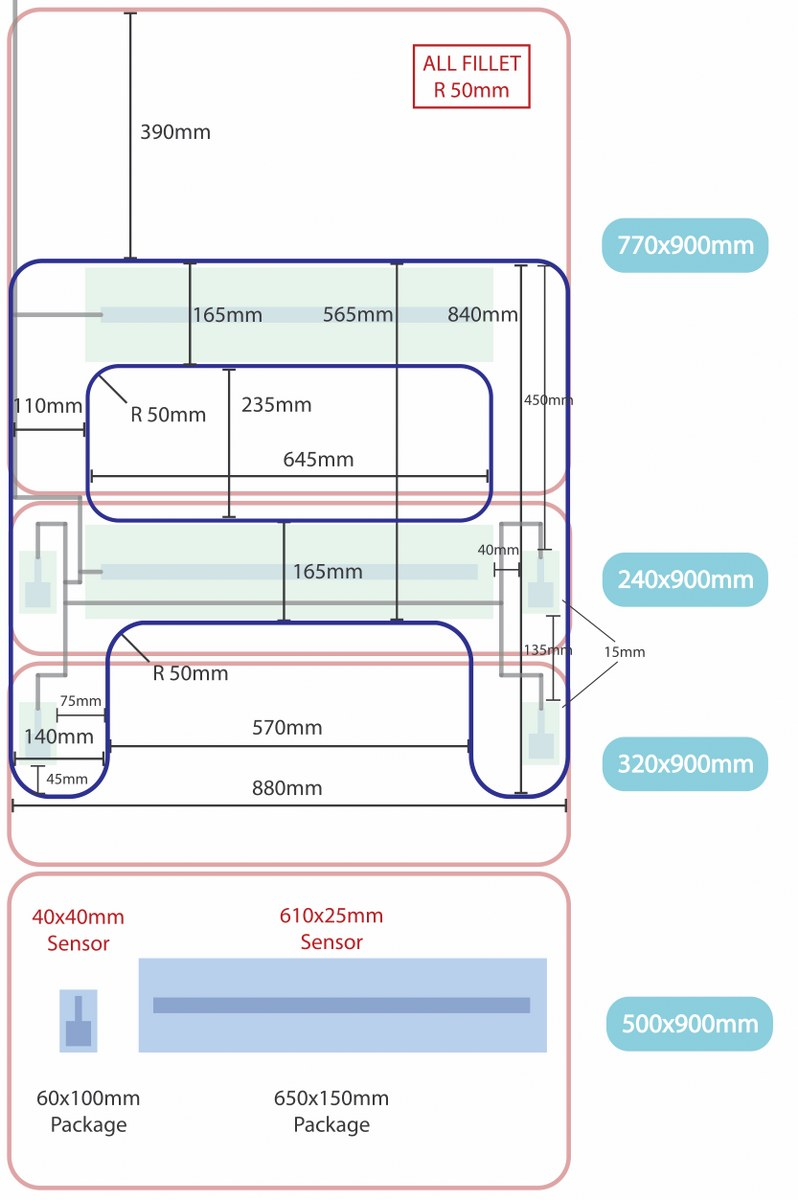 ALL FILLET
R 50mm
390mm
770x900mm
165mm
565mm
840mm
110mm
R 50mm
235mm
450mm
645mm
40mm
165mm
240x900mm
135mm
15mm
R 50mm
75mm
140mm
570mm
45mm
320x900mm
880mm
40x40mm
Sensor
610x25mm
Sensor
500x900mm
60x100mm
Package
650x150mm
Package